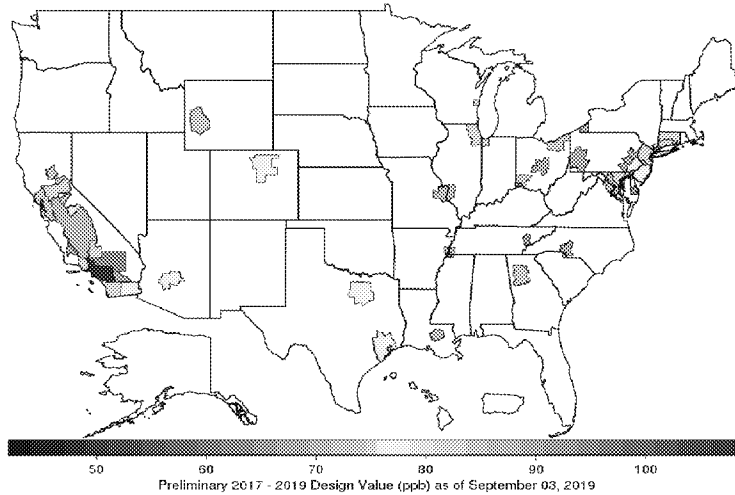 50 60 70 80 90 100
Preliminary 2017 - 2019 Design Value (ppb) as of September 03, 2019